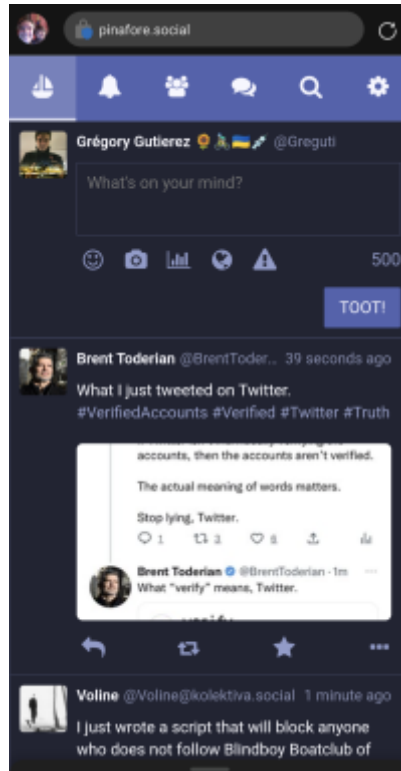 pinafore.social
Grégory Gutierez 🌻🚴🇺🇦💉 @Greguti
What's on your mind?
500
TOOT!
Brent Toderian @BrentToder.. 39 seconds ago
What I just tweeted on Twitter.
#VerifiedAccounts #Verified #Twitter #Truth
accounts, then the accounts aren't verified.
The actual meaning of words matters.
Stop lying, Twitter.
1 3 6
Brent Toderian @BrentToderian · 1m
What "verify" means, Twitter.
Voline @Voline@kolektiva.social 1 minute ago
I just wrote a script that will block anyone
who does not follow Blindboy Boatclub of